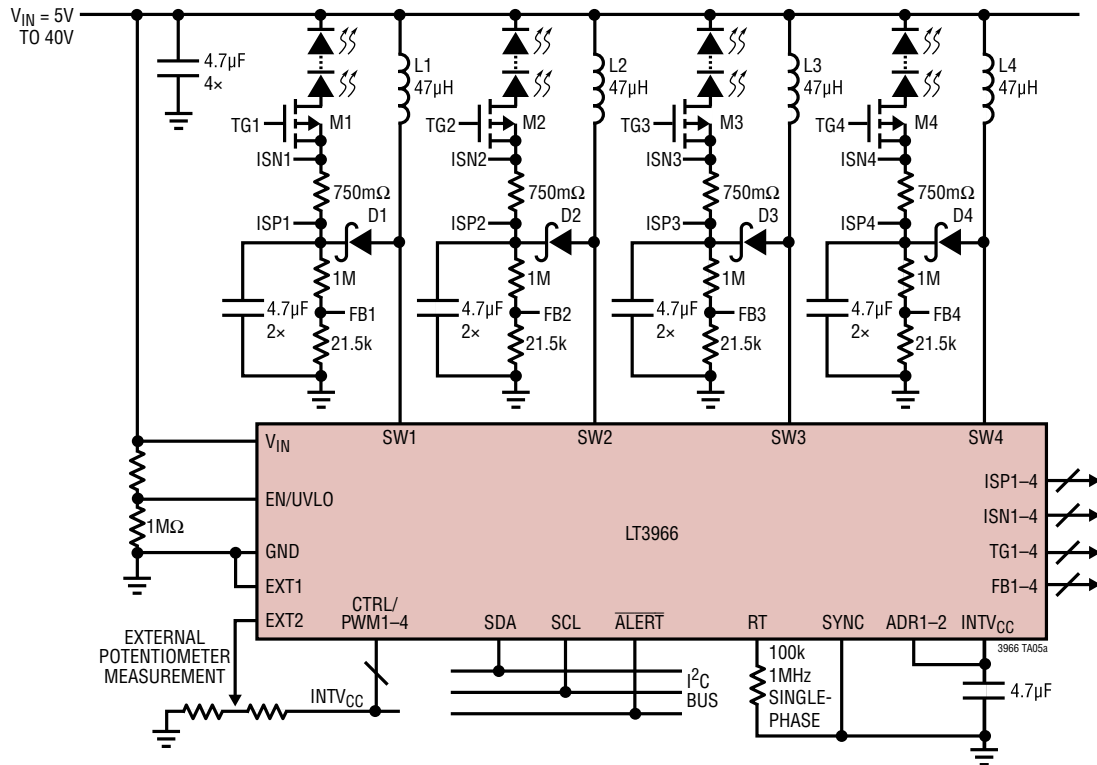 V_IN = 5V
TO 40V
4.7µF
4×
L1
47µH
L2
47µH
L3
47µH
L4
47µH
TG1
M1
TG2
M2
TG3
M3
TG4
M4
ISN1
ISN2
ISN3
ISN4
750mΩ
750mΩ
750mΩ
750mΩ
ISP1
D1
ISP2
D2
ISP3
D3
ISP4
D4
1M
1M
1M
1M
4.7µF
2×
FB1
4.7µF
2×
FB2
4.7µF
2×
FB3
4.7µF
2×
FB4
21.5k
21.5k
21.5k
21.5k
V_IN
SW1
SW2
SW3
SW4
EN/UVLO
1MΩ
GND
EXT1
EXT2
LT3966
ISP1–4
ISN1–4
TG1–4
FB1–4
CTRL/
PWM1–4
SDA
SCL
ALERT
RT
SYNC
ADR1–2
INTV_CC
3966 TA05a
EXTERNAL
POTENTIOMETER
MEASUREMENT
INTV_CC
I²C
BUS
100k
1MHz
SINGLE-
PHASE
4.7µF